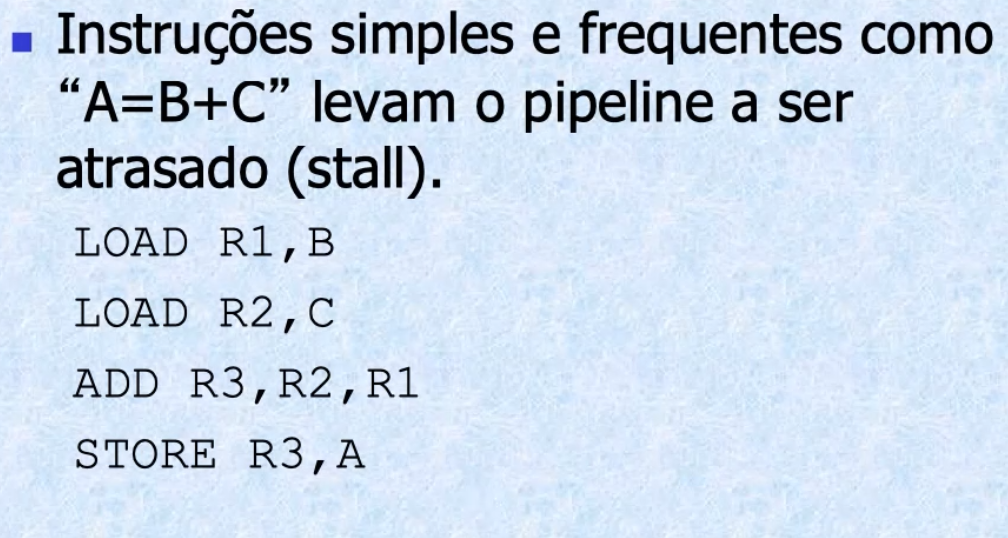 Instruções simples e frequentes como
“A=B+C” levam o pipeline a ser
atrasado (stall).
LOAD R1,B
LOAD R2,C
ADD R3,R2,R1
STORE R3,A